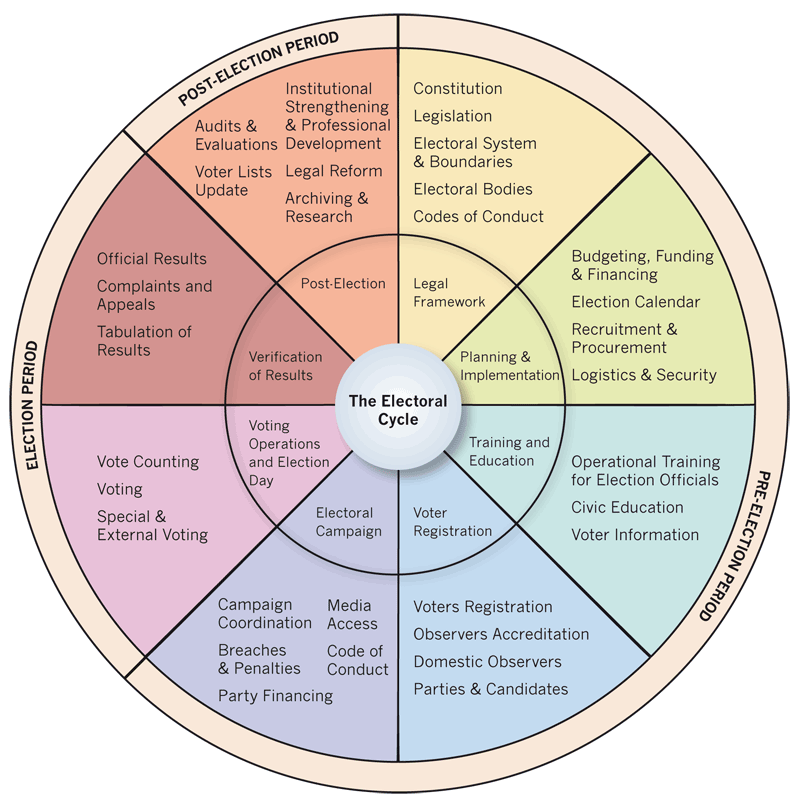 POST-ELECTION PERIOD
Institutional
Strengthening
& Professional
Development
Legal Reform
Archiving &
Research
Audits &
Evaluations
Voter Lists
Update
Post-Election
Constitution
Legislation
Electoral System
& Boundaries
Electoral Bodies
Codes of Conduct
Legal
Framework
Budgeting, Funding
& Financing
Election Calendar
Recruitment &
Procurement
Logistics & Security
Planning &
Implementation
Operational Training
for Election Officials
Civic Education
Voter Information
Training and
Education
PRE-ELECTION PERIOD
Voter
Registration
Voters Registration
Observers Accreditation
Domestic Observers
Parties & Candidates
Electoral
Campaign
Campaign
Coordination
Breaches
& Penalties
Party Financing
Media
Access
Code of
Conduct
Voting
Operations
and Election
Day
Vote Counting
Voting
Special &
External Voting
ELECTION PERIOD
Verification
of Results
Official Results
Complaints and
Appeals
Tabulation of
Results
The Electoral
Cycle